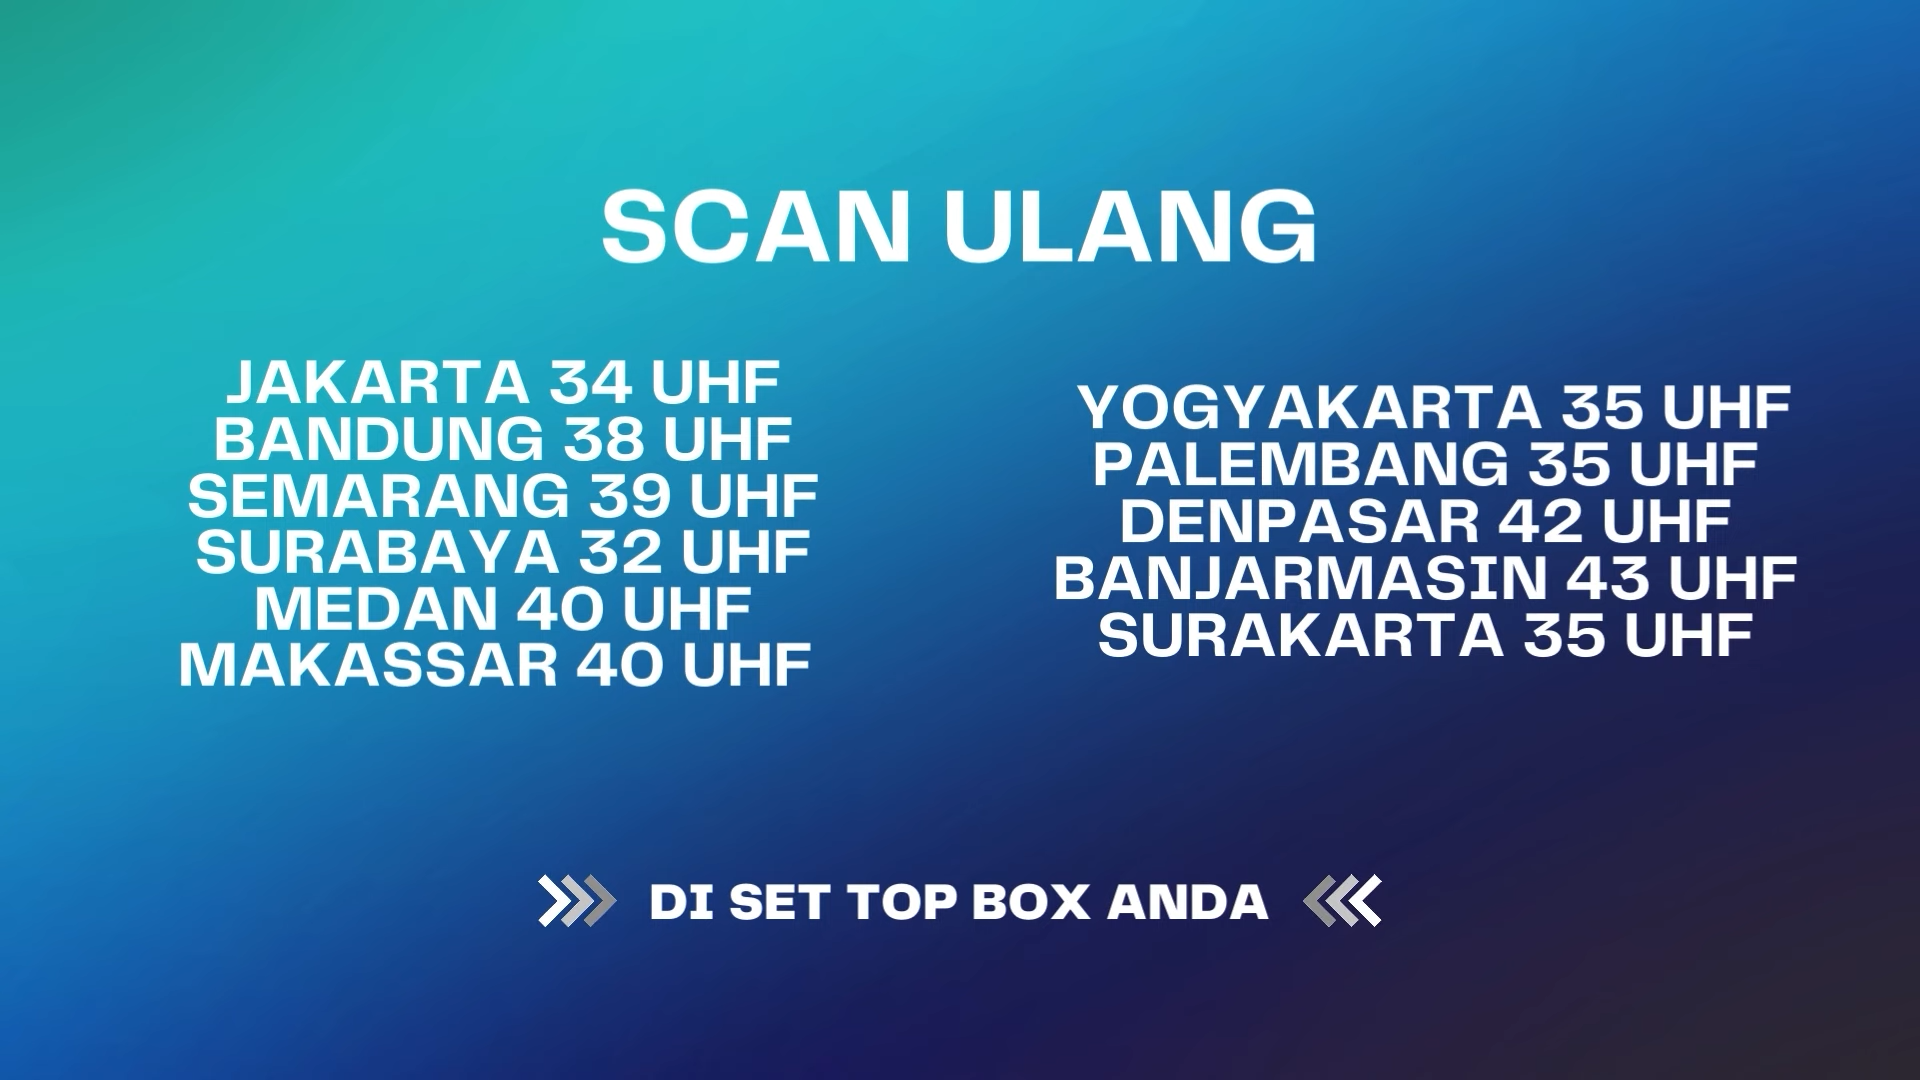 SCAN ULANG
JAKARTA 34 UHF
BANDUNG 38 UHF
SEMARANG 39 UHF
SURABAYA 32 UHF
MEDAN 40 UHF
MAKASSAR 40 UHF
YOGYAKARTA 35 UHF
PALEMBANG 35 UHF
DENPASAR 42 UHF
BANJARMASIN 43 UHF
SURAKARTA 35 UHF
DI SET TOP BOX ANDA